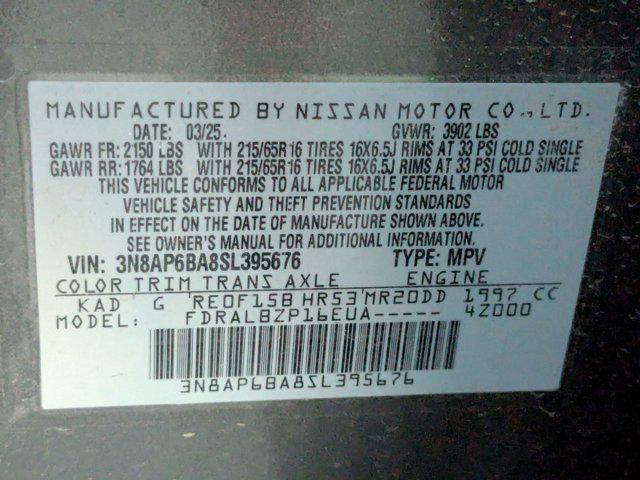 MANUFACTURED BY NISSAN MOTOR CO., LTD.
DATE: 03/25. GVWR: 3902 LBS
GAWR FR: 2150 LBS WITH 215/65R16 TIRES 16X6.5J RIMS AT 33 PSI COLD SINGLE
GAWR RR: 1764 LBS WITH 215/65R16 TIRES 16X6.5J RIMS AT 33 PSI COLD SINGLE
THIS VEHICLE CONFORMS TO ALL APPLICABLE FEDERAL MOTOR
VEHICLE SAFETY AND THEFT PREVENTION STANDARDS
IN EFFECT ON THE DATE OF MANUFACTURE SHOWN ABOVE.
SEE OWNER'S MANUAL FOR ADDITIONAL INFORMATION
VIN: 3N8AP6BA8SL395676 TYPE: MPV
COLOR TRIM TRANS AXLE ENGINE
KAD G 'RE0F15B HR53'MR20DD 1997 CC
MODEL: FDRALBZP16EUA----- 4Z000
3N8AP6BA8SL395676